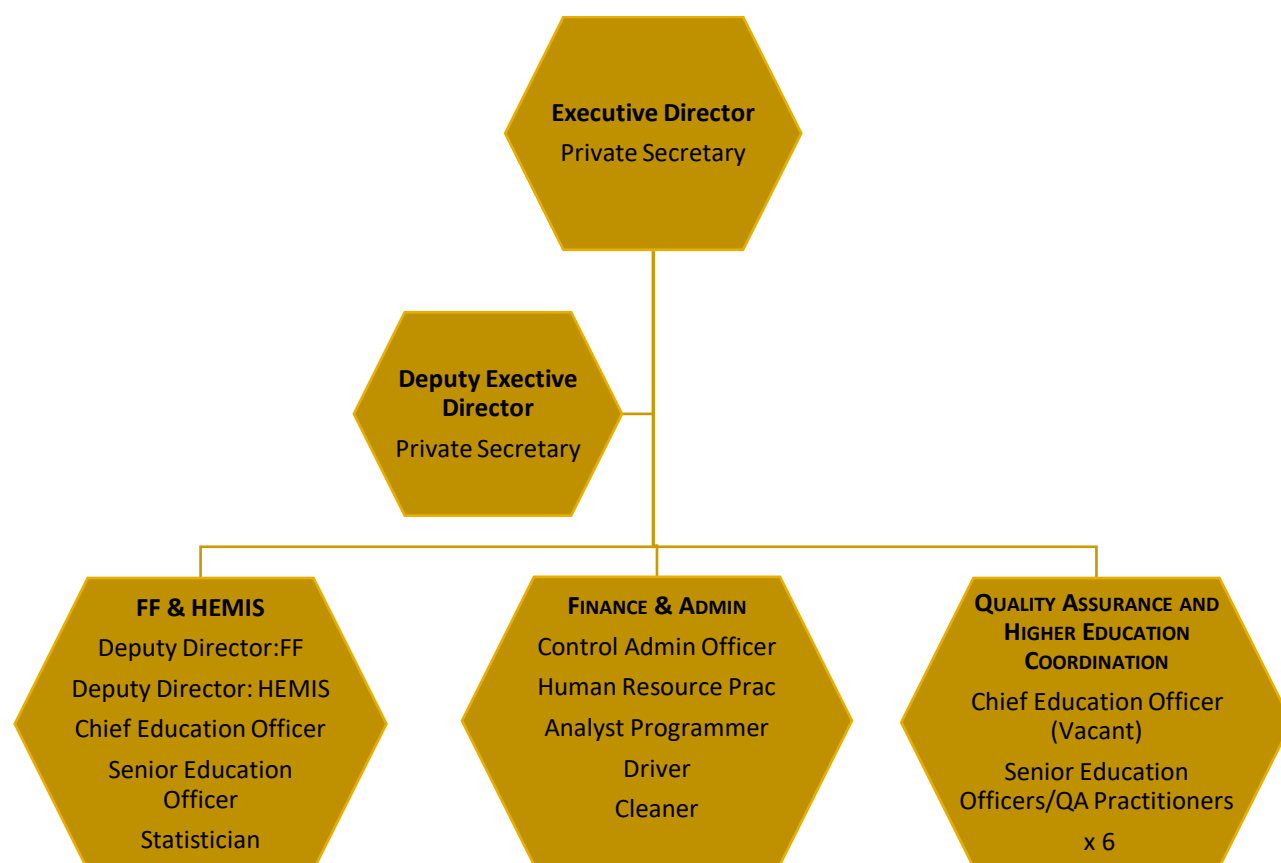 Executive Director
Private Secretary
Deputy Exective
Director
Private Secretary
FF & HEMIS
Deputy Director:FF
Deputy Director: HEMIS
Chief Education Officer
Senior Education
Officer
Statistician
FINANCE & ADMIN
Control Admin Officer
Human Resource Prac
Analyst Programmer
Driver
Cleaner
QUALITY ASSURANCE AND
HIGHER EDUCATION
COORDINATION
Chief Education Officer
(Vacant)
Senior Education
Officers/QA Practitioners
x 6